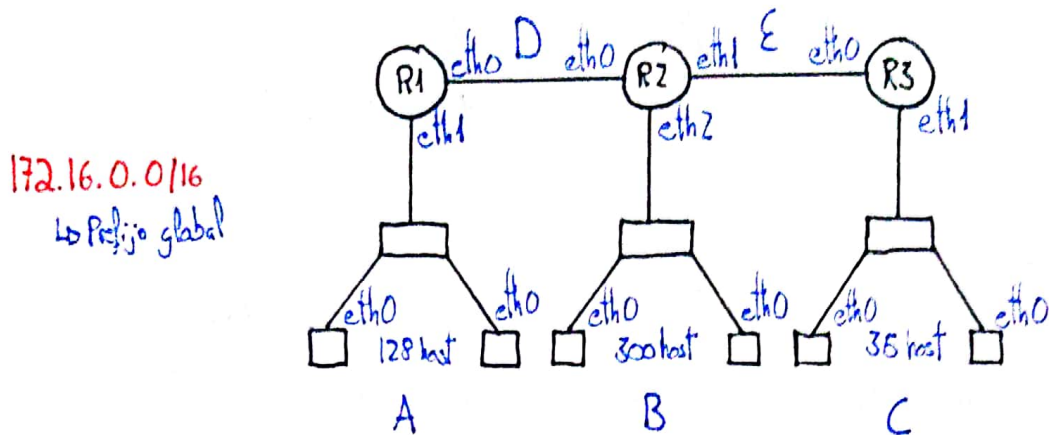 D
E
R1
eth0
eth0
R2
eth1
eth0
R3
eth1
eth2
eth1
172.16.0.0/16
↳ Prefijo global
eth0
eth0
eth0
eth0
eth0
eth0
128 host
300 host
35 host
A
B
C